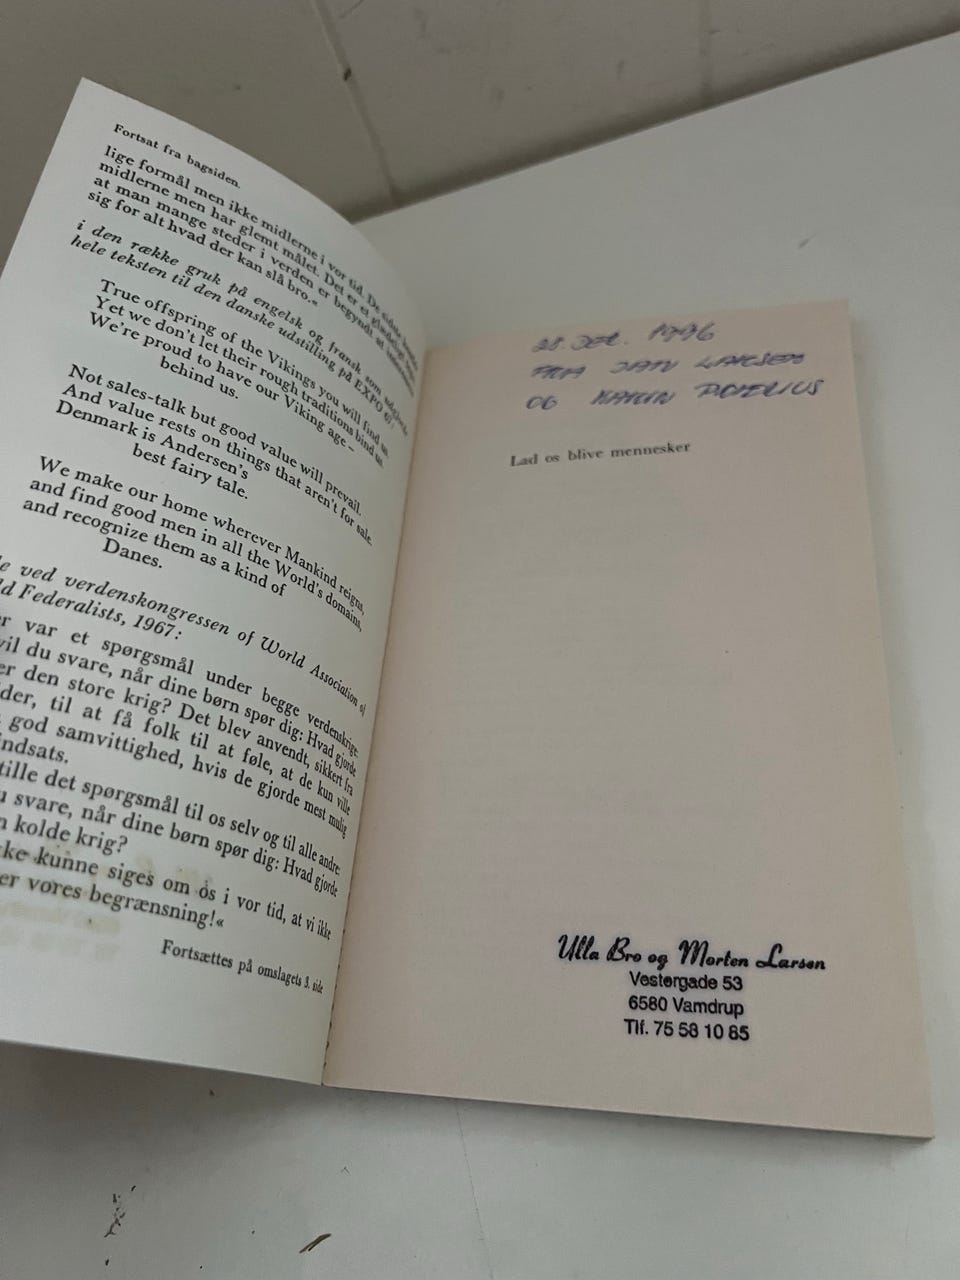 Fortsat fra bagsiden.
lige formål men ikke midlerne i vor tid. De sidste
midlerne men har glemt målet. Det er et glædeligt
at man mange steder i verden er begyndt at
sig for alt hvad der kan slå bro.«
i den række gruk på engelsk og fransk som
hele teksten til den danske udstilling på EXPO 67:
True offspring of the Vikings you will find us.
Yet we don't let their rough traditions bind us.
We're proud to have our Viking age –
behind us.
Not sales-talk but good value will prevail.
And value rests on things that aren't for sale.
Denmark is Andersen's
best fairy tale.
We make our home wherever Mankind reigns,
and find good men in all the World's domains,
and recognize them as a kind of
Danes.
ved verdenskongressen of World Association of
Federalists, 1967:
var et spørgsmål under begge verdenskrige:
vil du svare, når dine børn spør dig: Hvad gjorde
den store krig? Det blev anvendt, sikkert fra
til at få folk til at føle, at de kun ville
god samvittighed, hvis de gjorde mest mulig
indsats.
stille det spørgsmål til os selv og til alle andre:
svare, når dine børn spør dig: Hvad gjorde
kolde krig?
kunne siges om os i vor tid, at vi ikke
vores begrænsning!«
Fortsættes på omslagets 3. side
FRA JAN LARSEN
OG
Lad os blive mennesker
Ulla Bro og Morten Larsen
Vestergade 53
6580 Vamdrup
Tlf. 75 58 10 85